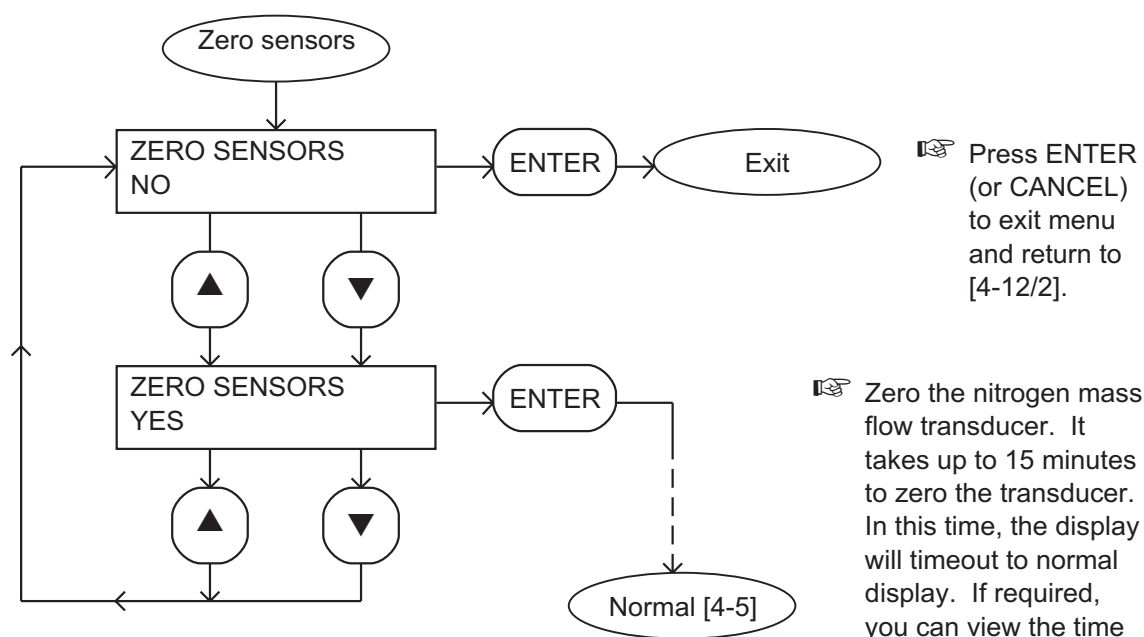 Zero sensors
ZERO SENSORS
NO
ENTER
Exit
☞ Press ENTER
(or CANCEL)
to exit menu
and return to
[4-12/2].
▲
▼
ZERO SENSORS
YES
ENTER
☞ Zero the nitrogen mass
flow transducer. It
takes up to 15 minutes
to zero the transducer.
In this time, the display
will timeout to normal
display. If required,
you can view the time
▲
▼
Normal [4-5]